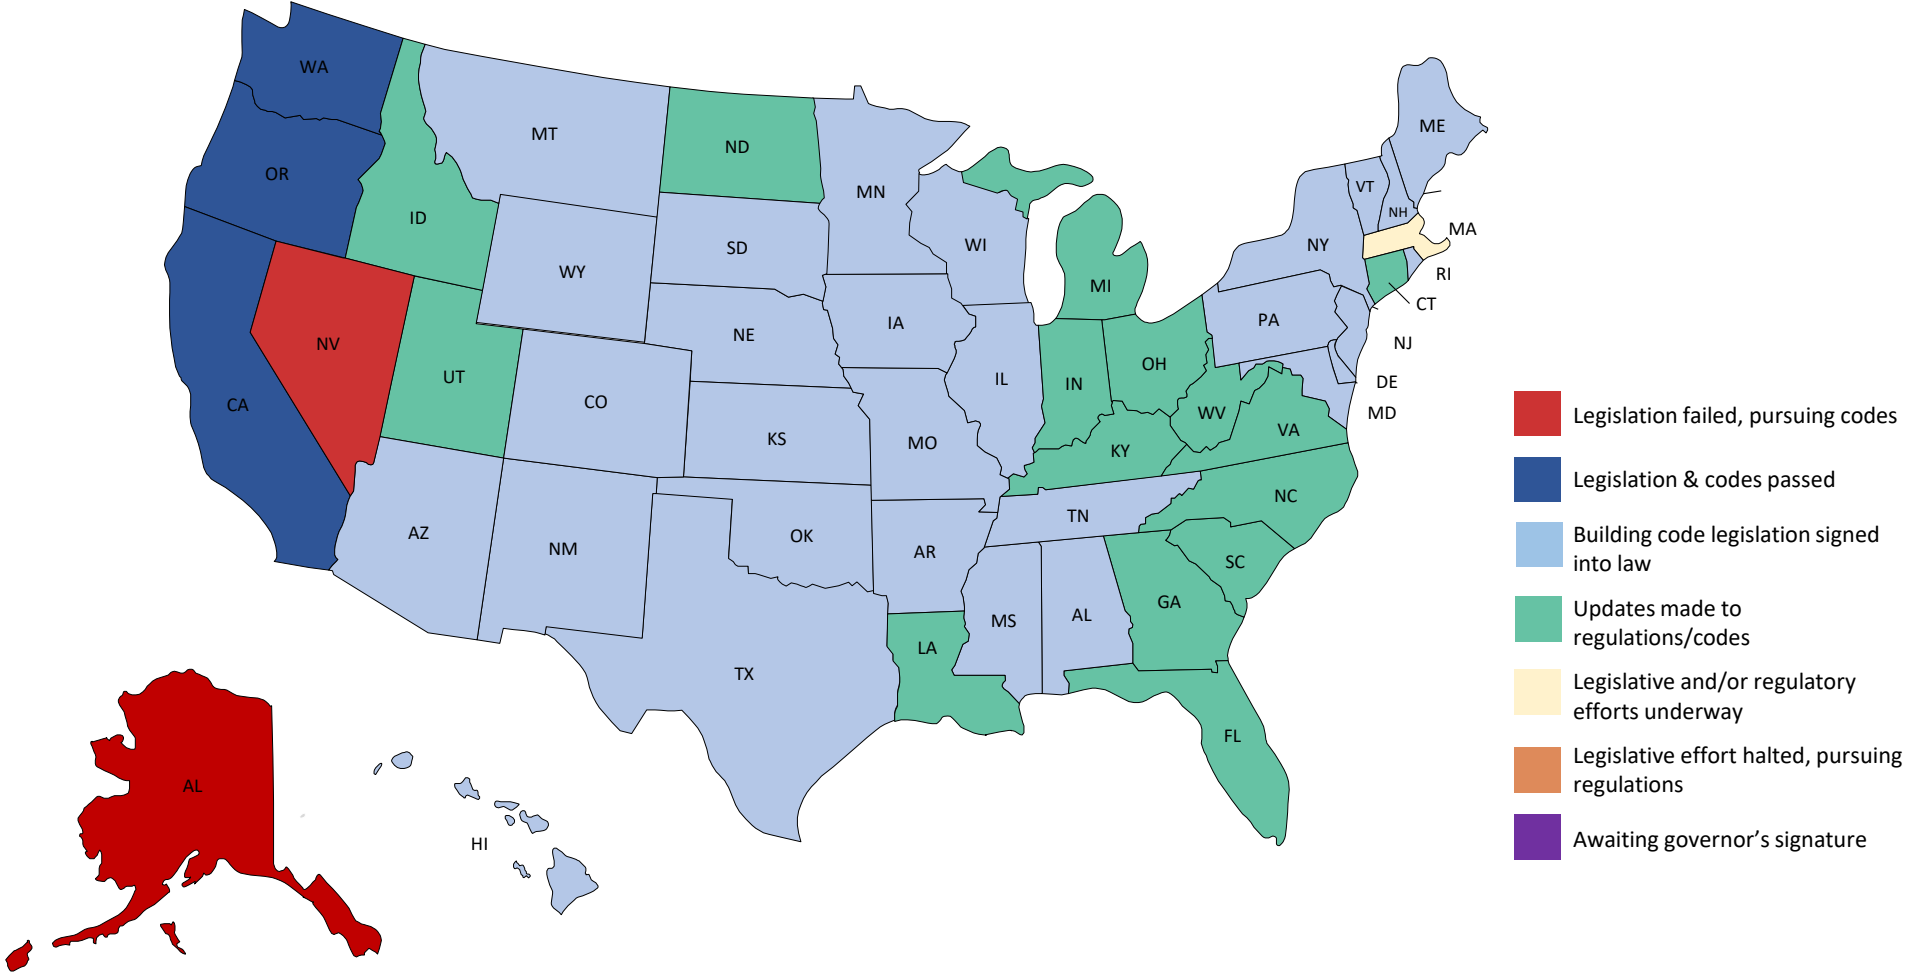 WA
OR
CA
NV
ID
MT
WY
UT
CO
AZ
NM
ND
SD
NE
KS
OK
TX
MN
IA
MO
AR
LA
WI
IL
MS
AL
MI
IN
OH
KY
TN
GA
FL
SC
NC
VA
WV
PA
NY
VT
NH
ME
MA
RI
CT
NJ
DE
MD
AL
HI
Legislation failed, pursuing codes
Legislation & codes passed
Building code legislation signed
into law
Updates made to
regulations/codes
Legislative and/or regulatory
efforts underway
Legislative effort halted, pursuing
regulations
Awaiting governor’s signature